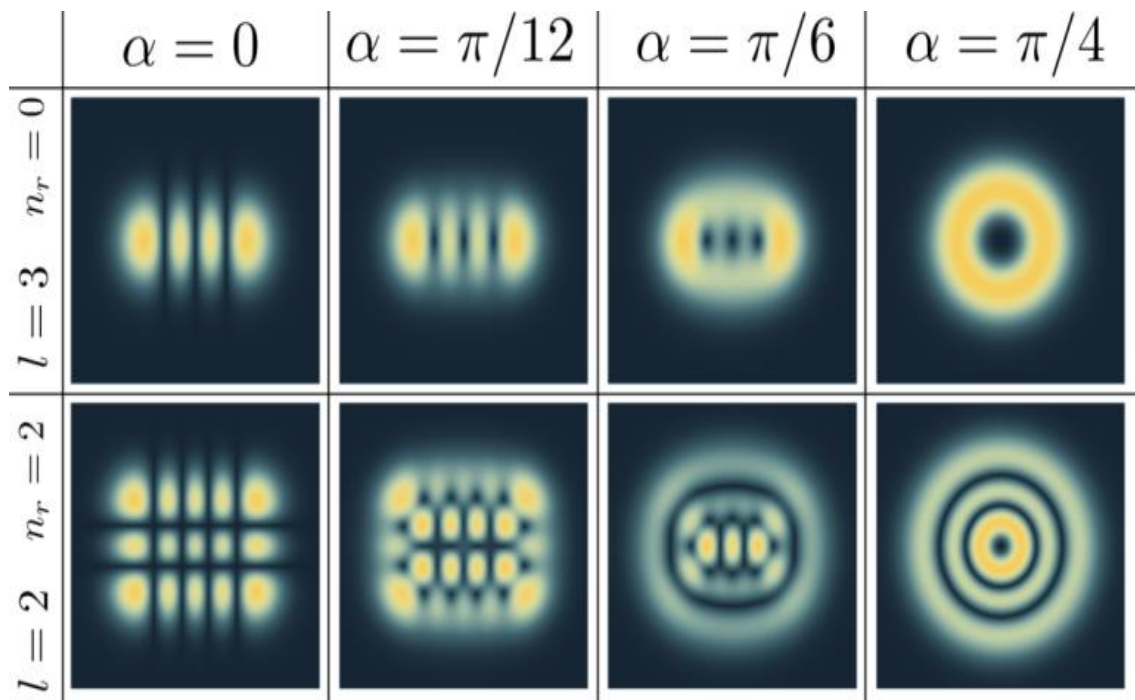 α = 0
α = π/12
α = π/6
α = π/4
l = 3 n_r = 0
l = 2 n_r = 2